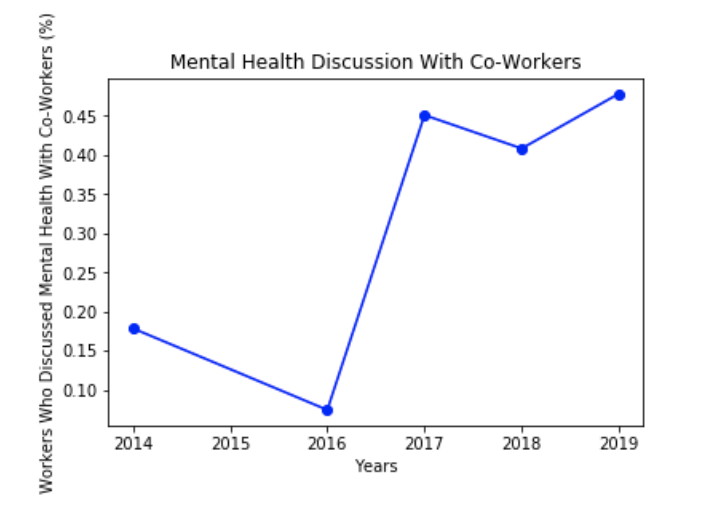 Mental Health Discussion With Co-Workers
Workers Who Discussed Mental Health With Co-Workers (%)
0.45
0.40
0.35
0.30
0.25
0.20
0.15
0.10
2014 2015 2016 2017 2018 2019
Years